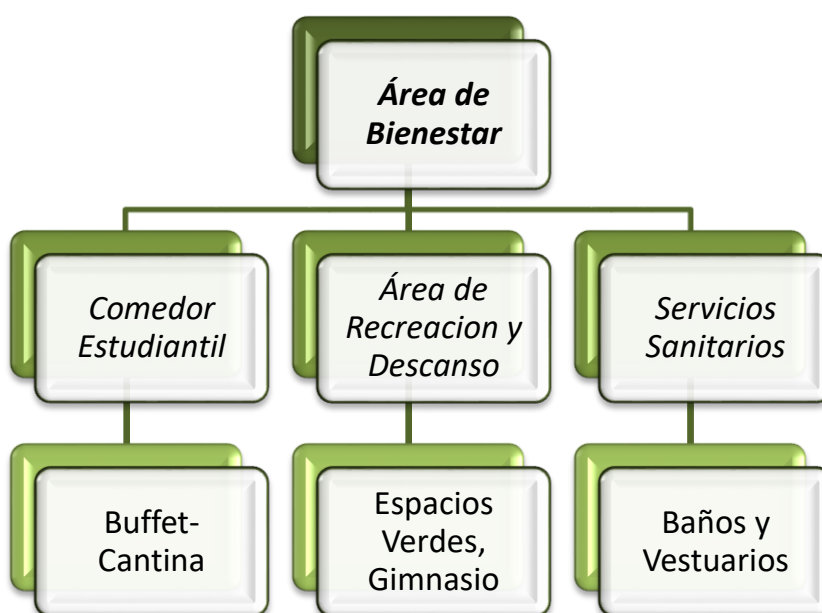 Área de
Bienestar
Comedor
Estudiantil
Área de
Recreacion y
Descanso
Servicios
Sanitarios
Buffet-
Cantina
Espacios
Verdes,
Gimnasio
Baños y
Vestuarios